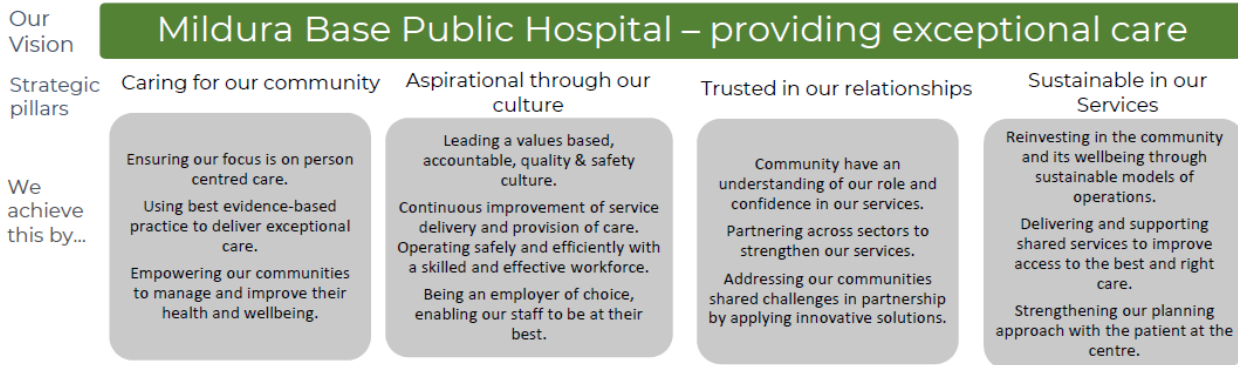 Our
Vision
Mildura Base Public Hospital – providing exceptional care
Strategic
pillars
Caring for our community
Aspirational through our
culture
Trusted in our relationships
Sustainable in our
Services
We
achieve
this by...
Ensuring our focus is on person
centred care.
Using best evidence-based
practice to deliver exceptional
care.
Empowering our communities
to manage and improve their
health and wellbeing.
Leading a values based,
accountable, quality & safety
culture.
Continuous improvement of service
delivery and provision of care.
Operating safely and efficiently with
a skilled and effective workforce.
Being an employer of choice,
enabling our staff to be at their
best.
Community have an
understanding of our role and
confidence in our services.
Partnering across sectors to
strengthen our services.
Addressing our communities
shared challenges in partnership
by applying innovative solutions.
Reinvesting in the community
and its wellbeing through
sustainable models of
operations.
Delivering and supporting
shared services to improve
access to the best and right
care.
Strengthening our planning
approach with the patient at the
centre.